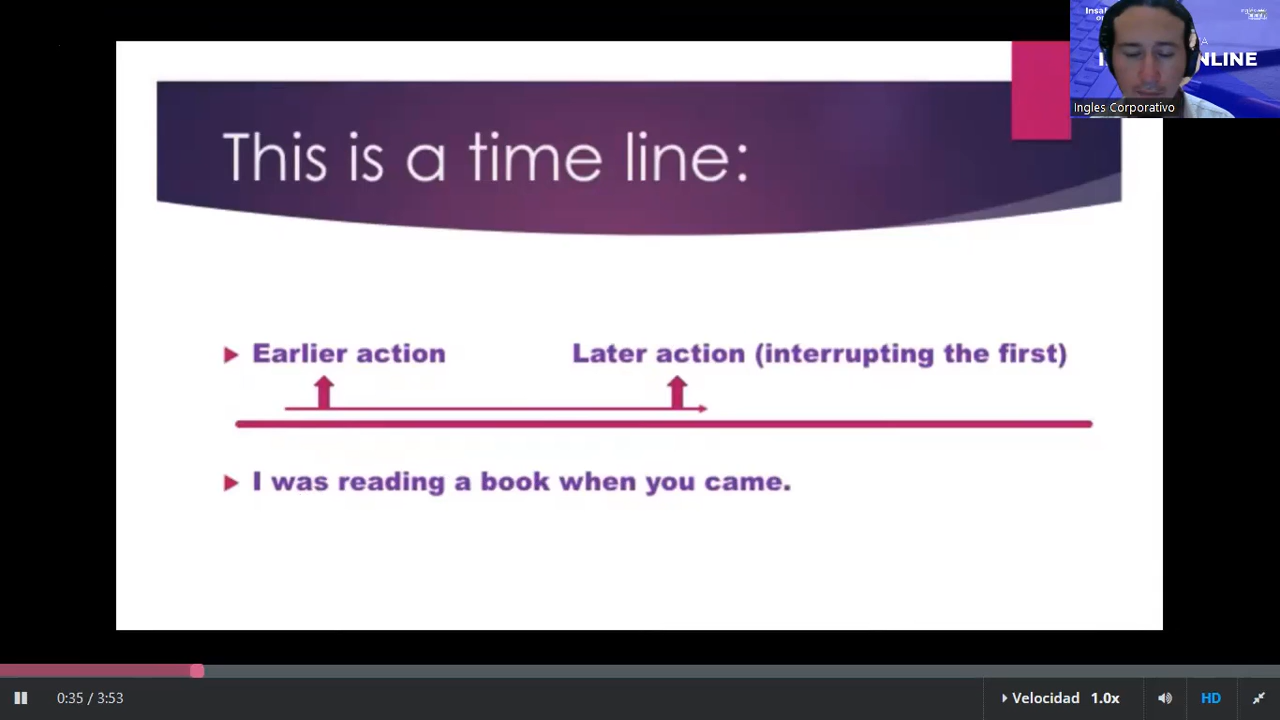 This is a time line:
NLINE
Ingles Corporativo
Earlier action
Later action (interrupting the first)
I was reading a book when you came.
0:35 / 3:53
Velocidad 1.0x
HD